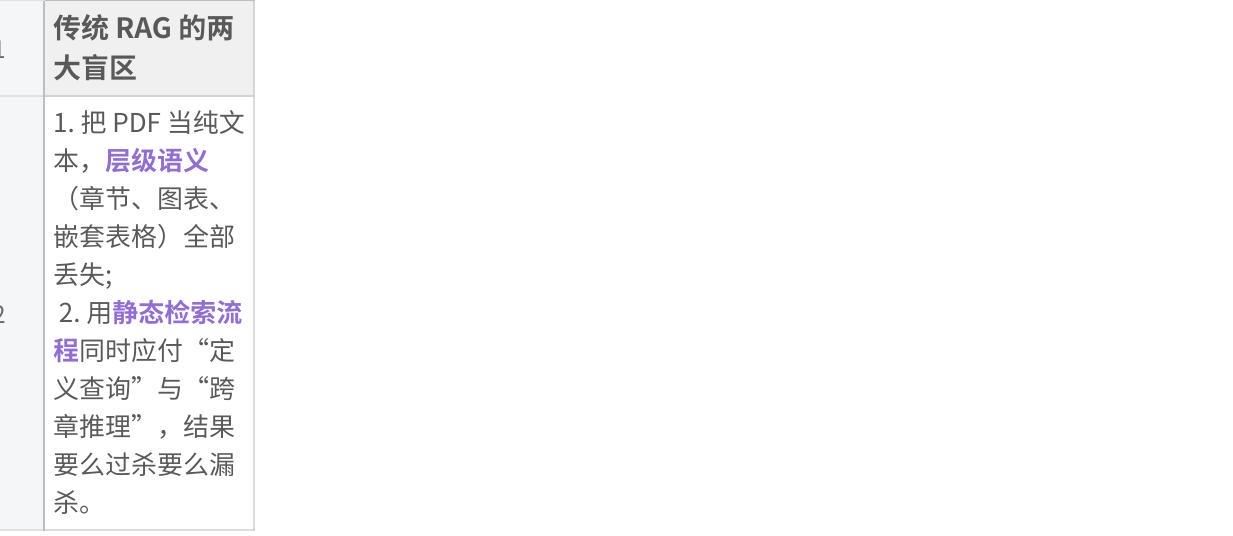 1
传统 RAG 的两
大盲区
1. 把 PDF 当纯文
本，层级语义
（章节、图表、
嵌套表格）全部
丢失;
2
2. 用静态检索流
程同时应付“定
义查询”与“跨
章推理”，结果
要么过杀要么漏
杀。